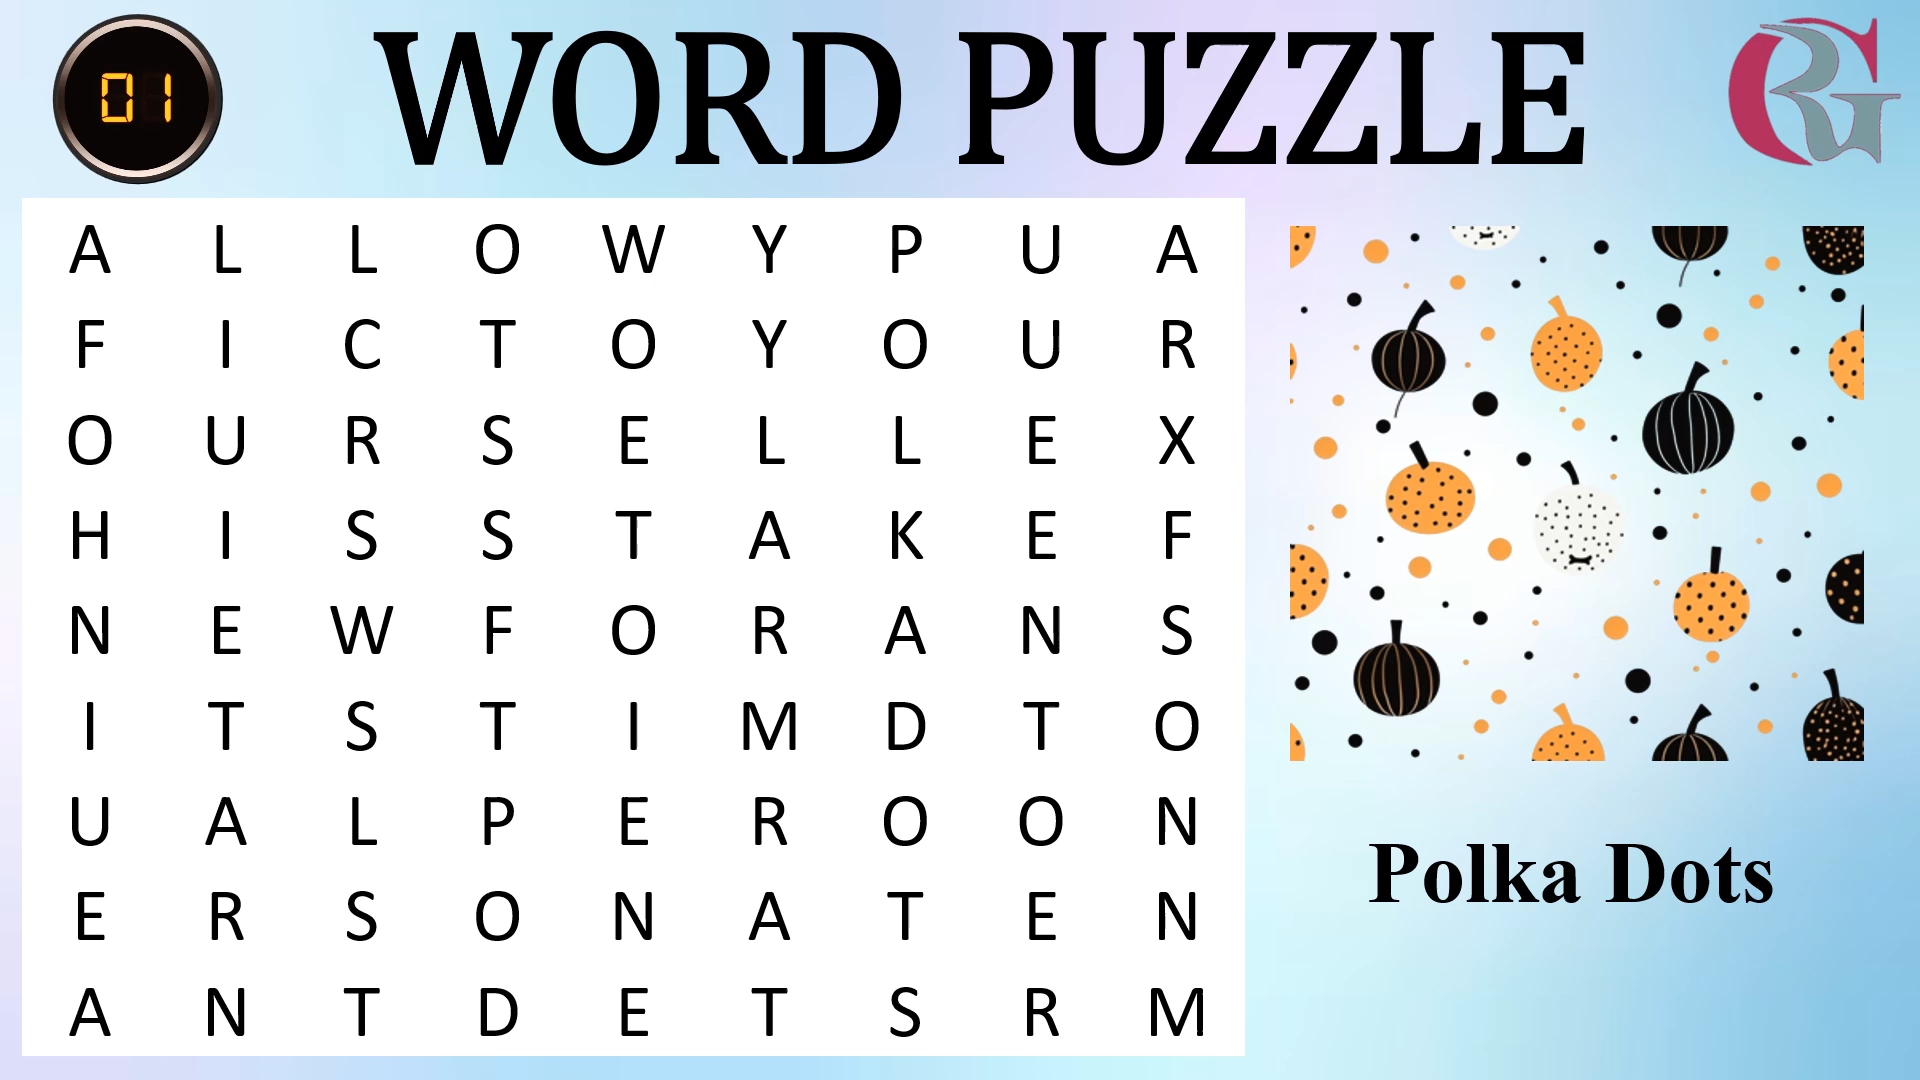 01
WORD PUZZLE
A L L O W Y P U A
F I C T O Y O U R
O U R S E L L E X
H I S S T A K E F
N E W F O R A N S
I T S T I M D T O
U A L P E R O O N
E R S O N A T E N
A N T D E T S R M
Polka Dots